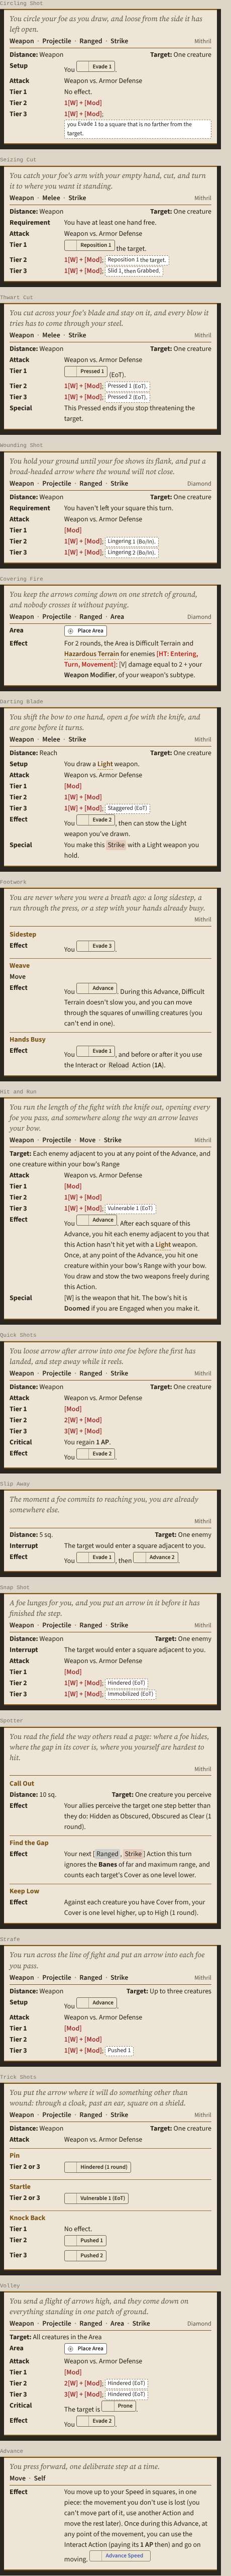 Circling Shot
You circle your foe as you draw, and loose from the side it has
left open.
Weapon · Projectile · Ranged · Strike Mithril
Distance: Weapon Target: One creature
Setup You Evade 1 .
Attack Weapon vs. Armor Defense
Tier 1 No effect.
Tier 2 1[W] + [Mod]
Tier 3 1[W] + [Mod];
you Evade 1 to a square that is no farther from the
target.
Seizing Cut
You catch your foe's arm with your empty hand, cut, and turn
it to where you want it standing.
Weapon · Melee · Strike Mithril
Distance: Weapon Target: One creature
Requirement You have at least one hand free.
Attack Weapon vs. Armor Defense
Tier 1 Reposition 1 the target.
Tier 2 1[W] + [Mod]; Reposition 1 the target.
Tier 3 1[W] + [Mod]; Slid 1, then Grabbed.
Thwart Cut
You cut across your foe's blade and stay on it, and every blow it
tries has to come through your steel.
Weapon · Melee · Strike Mithril
Distance: Weapon Target: One creature
Attack Weapon vs. Armor Defense
Tier 1 Pressed 1 (EoT).
Tier 2 1[W] + [Mod]; Pressed 1 (EoT).
Tier 3 1[W] + [Mod]; Pressed 2 (EoT).
Special This Pressed ends if you stop threatening the
target.
Wounding Shot
You hold your ground until your foe shows its flank, and put a
broad-headed arrow where the wound will not close.
Weapon · Projectile · Ranged · Strike Diamond
Distance: Weapon Target: One creature
Requirement You haven't left your square this turn.
Attack Weapon vs. Armor Defense
Tier 1 [Mod]
Tier 2 1[W] + [Mod]; Lingering 1 (Bo/In).
Tier 3 1[W] + [Mod]; Lingering 2 (Bo/In).
Covering Fire
You keep the arrows coming down on one stretch of ground,
and nobody crosses it without paying.
Weapon · Projectile · Ranged · Area Diamond
Area Place Area
Effect For 2 rounds, the Area is Difficult Terrain and
Hazardous Terrain for enemies [HT: Entering,
Turn, Movement]: [V] damage equal to 2 + your
Weapon Modifier, of your weapon's subtype.
Darting Blade
You shift the bow to one hand, open a foe with the knife, and
are gone before it turns.
Weapon · Melee · Strike
Distance: Reach Target: One creature
Setup You draw a Light weapon.
Attack Weapon vs. Armor Defense
Tier 1 [Mod]
Tier 2 1[W] + [Mod]
Tier 3 1[W] + [Mod]; Staggered (EoT)
Effect You Evade 2 , then can stow the Light
weapon you've drawn.
Special You make this Strike with a Light weapon you
hold.
Footwork
You are never where you were a breath ago: a long sidestep, a
run through the press, or a step with your hands already busy.
Mithril
Sidestep
Effect You Evade 3 .
Weave
Move
Effect You Advance . During this Advance, Difficult
Terrain doesn't slow you, and you can move
through the squares of unwilling creatures (you
can't end in one).
Hands Busy
Effect You Evade 1 , and before or after it you use
the Interact or Reload Action (1A).
Hit and Run
You run the length of the fight with the knife out, opening every
foe you pass, and somewhere along the way an arrow leaves
your bow.
Weapon · Projectile · Move · Strike Mithril
Target: Each enemy adjacent to you at any point of the Advance, and
one creature within your bow's Range
Attack Weapon vs. Armor Defense
Tier 1 [Mod]
Tier 2 1[W] + [Mod]
Tier 3 1[W] + [Mod]; Vulnerable 1 (EoT)
Effect You Advance . After each square of this
Advance, you hit each enemy adjacent to you that
this Action hasn't hit yet with a Light weapon.
Once, at any point of the Advance, you hit one
creature within your bow's Range with your bow.
You draw and stow the two weapons freely during
this Action.
Special [W] is the weapon that hit. The bow's hit is
Doomed if you are Engaged when you make it.
Quick Shots
You loose arrow after arrow into one foe before the first has
landed, and step away while it reels.
Weapon · Projectile · Ranged · Strike Mithril
Distance: Weapon Target: One creature
Attack Weapon vs. Armor Defense
Tier 1 [Mod]
Tier 2 2[W] + [Mod]
Tier 3 3[W] + [Mod]
Critical You regain 1 AP.
Effect You Evade 2 .
Slip Away
The moment a foe commits to reaching you, you are already
somewhere else.
Mithril
Distance: 5 sq. Target: One enemy
Interrupt The target would enter a square adjacent to you.
Effect You Evade 1 , then Advance 2 .
Snap Shot
A foe lunges for you, and you put an arrow in it before it has
finished the step.
Weapon · Projectile · Ranged · Strike Mithril
Distance: Weapon Target: One enemy
Interrupt The target would enter a square adjacent to you.
Attack Weapon vs. Armor Defense
Tier 1 [Mod]
Tier 2 1[W] + [Mod]; Hindered (EoT)
Tier 3 1[W] + [Mod]; Immobilized (EoT)
Spotter
You read the field the way others read a page: where a foe hides,
where the gap in its cover is, where you yourself are hardest to
hit.
Mithril
Call Out
Distance: 10 sq. Target: One creature you perceive
Effect Your allies perceive the target one step better than
they do: Hidden as Obscured, Obscured as Clear (1
round).
Find the Gap
Effect Your next [ Ranged , Strike ] Action this turn
ignores the Banes of far and maximum range, and
counts each target's Cover as one level lower.
Keep Low
Effect Against each creature you have Cover from, your
Cover is one level higher, up to High (1 round).
Strafe
You run across the line of fight and put an arrow into each foe
you pass.
Weapon · Projectile · Ranged · Strike Mithril
Distance: Weapon Target: Up to three creatures
Setup You Advance .
Attack Weapon vs. Armor Defense
Tier 1 [Mod]
Tier 2 1[W] + [Mod]
Tier 3 1[W] + [Mod]; Pushed 1
Trick Shots
You put the arrow where it will do something other than
wound: through a cloak, past an ear, square on a shield.
Weapon · Projectile · Ranged · Strike Mithril
Distance: Weapon Target: One creature
Attack Weapon vs. Armor Defense
Pin
Tier 2 or 3 Hindered (1 round)
Startle
Tier 2 or 3 Vulnerable 1 (EoT)
Knock Back
Tier 1 No effect.
Tier 2 Pushed 1
Tier 3 Pushed 2
Volley
You send a flight of arrows high, and they come down on
everything standing in one patch of ground.
Weapon · Projectile · Ranged · Area · Strike Diamond
Target: All creatures in the Area
Area Place Area
Attack Weapon vs. Armor Defense
Tier 1 [Mod]
Tier 2 2[W] + [Mod]; Hindered (EoT)
Tier 3 3[W] + [Mod]; Hindered (EoT)
Critical The target is Prone .
Effect You Evade 2 .
Advance
You press forward, one deliberate step at a time.
Move · Self
Effect You move up to your Speed in squares, in one
piece: the movement you don't use is lost (you
can't move part of it, use another Action and
move the rest later). During this Advance, at
any point of the movement, you can use the
Interact Action (paying its 1 AP then) and go on
moving. Advance Speed